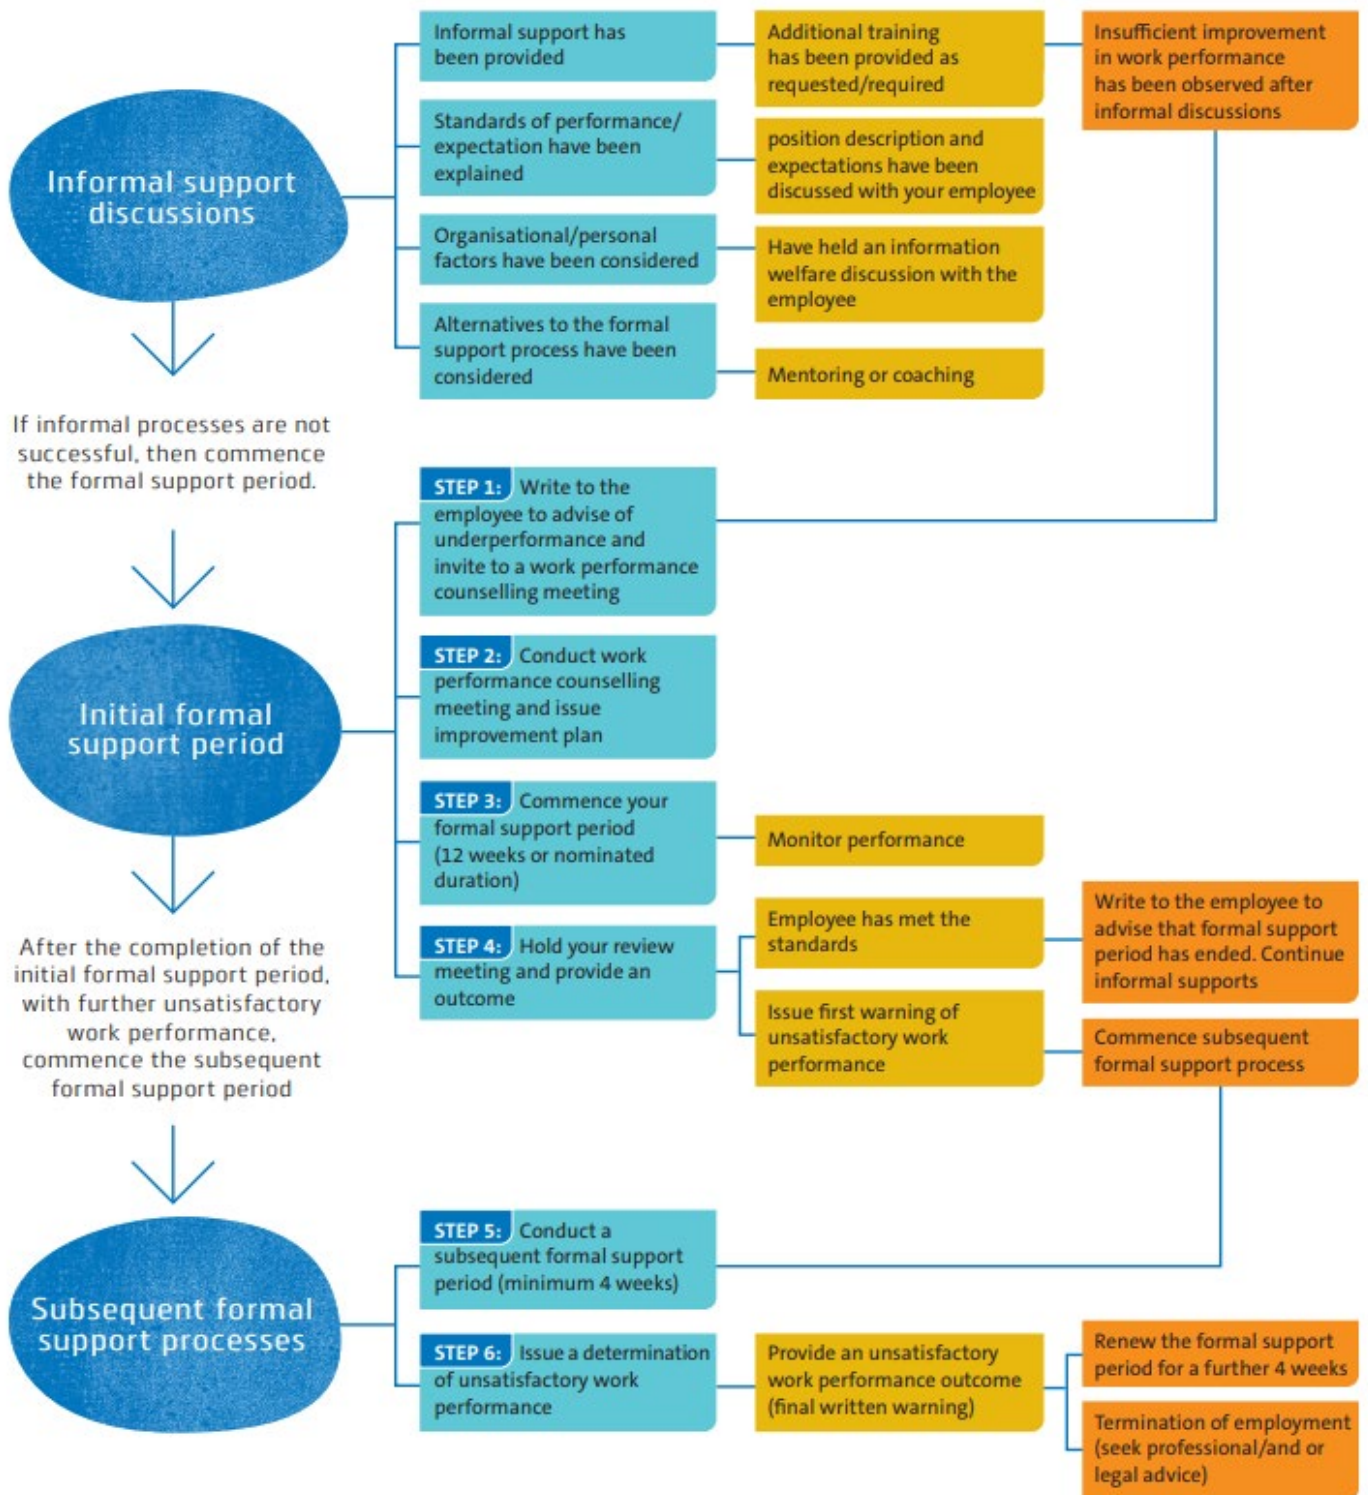 Informal support
discussions
Informal support has
been provided
Additional training
has been provided as
requested/required
Insufficient improvement
in work performance
has been observed after
informal discussions
Standards of performance/
expectation have been
explained
position description and
expectations have been
discussed with your employee
Organisational/personal
factors have been considered
Have held an information
welfare discussion with the
employee
Alternatives to the formal
support process have been
considered
Mentoring or coaching
If informal processes are not
successful, then commence
the formal support period.
Initial formal
support period
STEP 1: Write to the
employee to advise of
underperformance and
invite to a work performance
counselling meeting
STEP 2: Conduct work
performance counselling
meeting and issue
improvement plan
STEP 3: Commence your
formal support period
(12 weeks or nominated
duration)
Monitor performance
STEP 4: Hold your review
meeting and provide an
outcome
Employee has met the
standards
Write to the employee to
advise that formal support
period has ended. Continue
informal supports
Issue first warning of
unsatisfactory work
performance
Commence subsequent
formal support process
After the completion of the
initial formal support period,
with further unsatisfactory
work performance,
commence the subsequent
formal support period
Subsequent formal
support processes
STEP 5: Conduct a
subsequent formal support
period (minimum 4 weeks)
STEP 6: Issue a determination
of unsatisfactory work
performance
Provide an unsatisfactory
work performance outcome
(final written warning)
Renew the formal support
period for a further 4 weeks
Termination of employment
(seek professional/and or
legal advice)